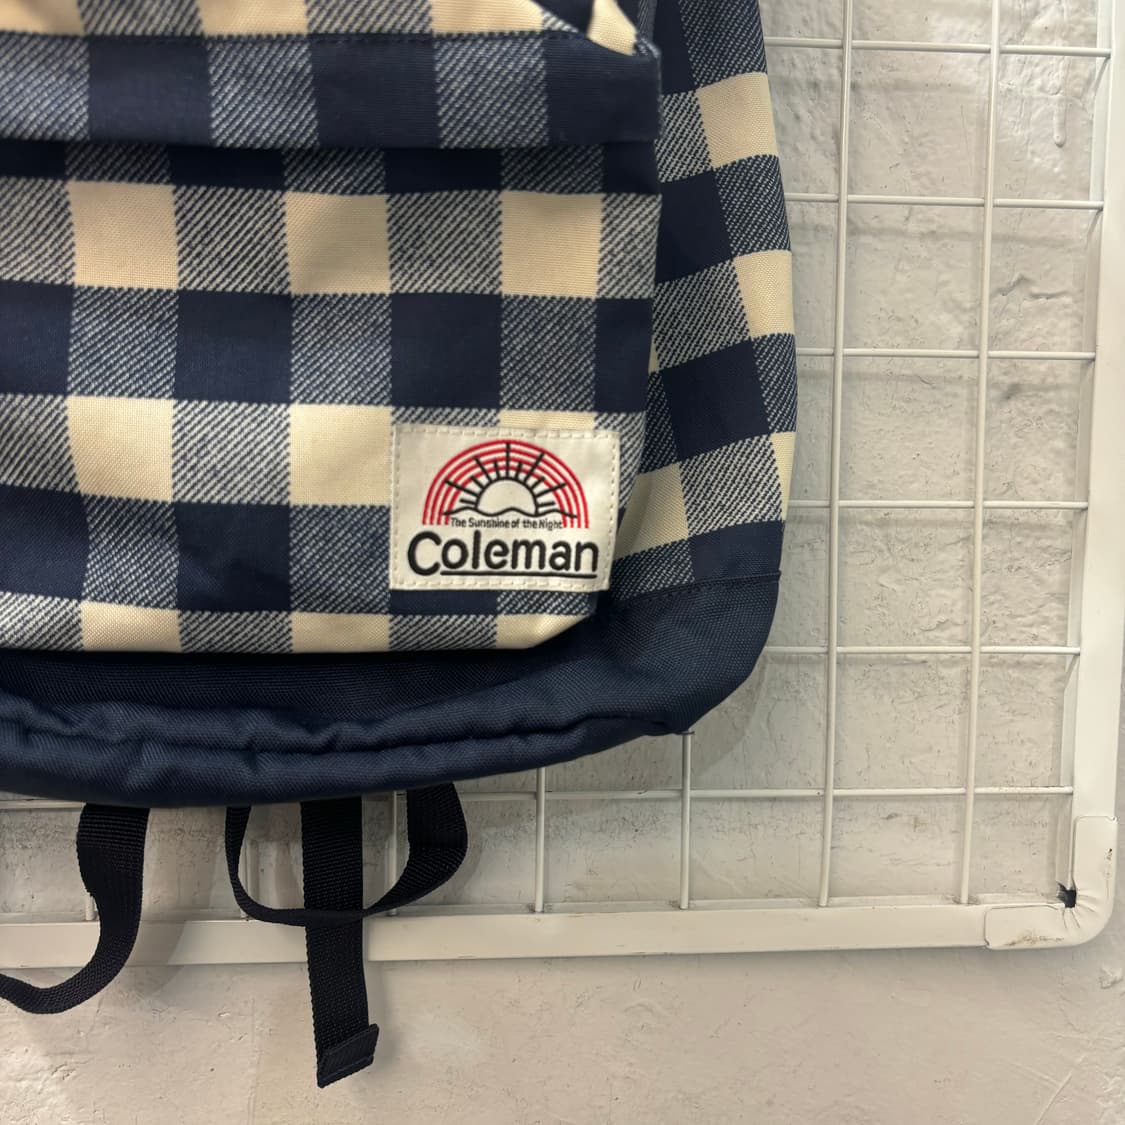 The Sunshine of the Night
Coleman